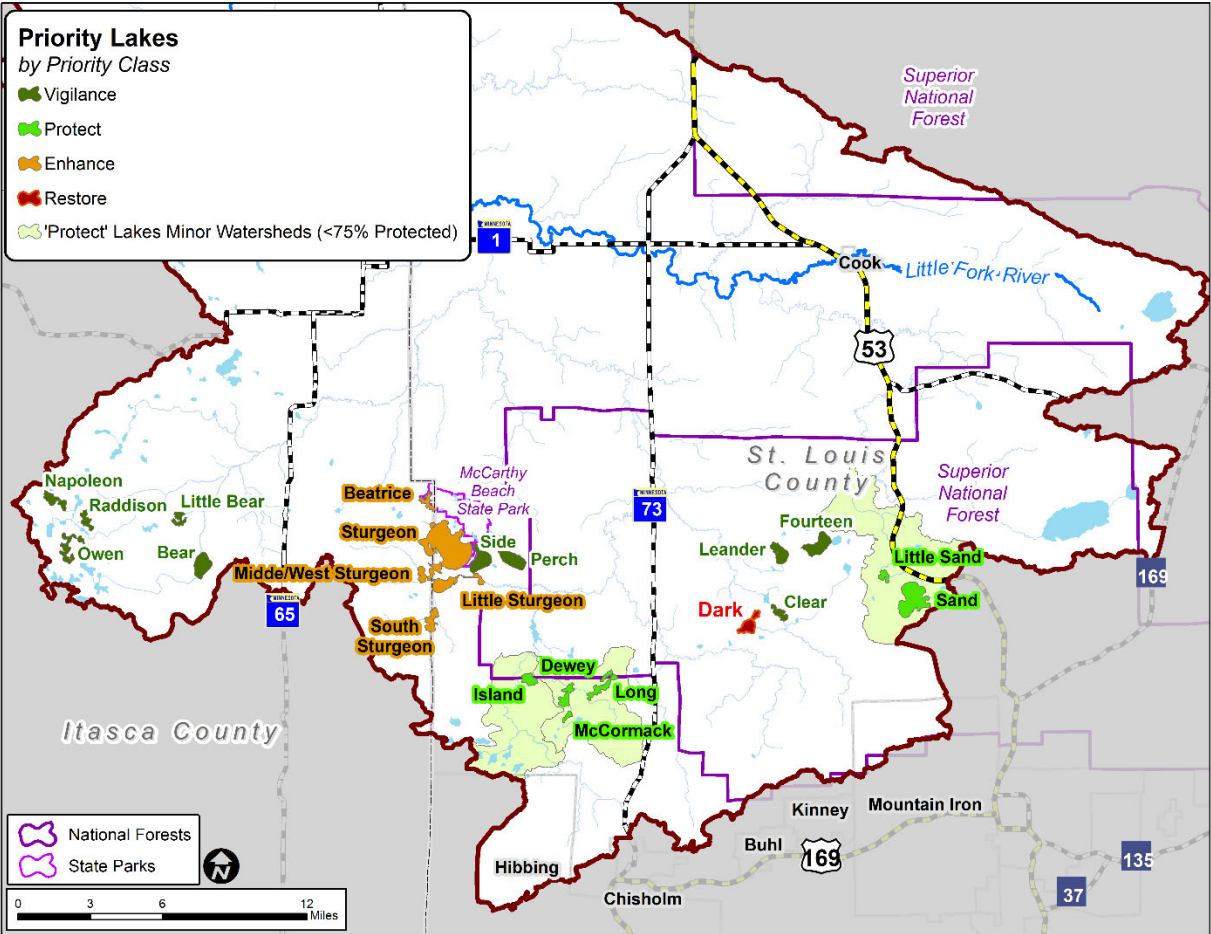 Priority Lakes
by Priority Class
Vigilance
Protect
Enhance
Restore
'Protect' Lakes Minor Watersheds (<75% Protected)
Superior
National
Forest
MINNESOTA
1
Cook
Little Fork River
53
St. Louis
County
McCarthy
Beach
State Park
Superior
National
Forest
Napoleon
Raddison
Little Bear
Owen
Bear
Beatrice
Sturgeon
Side
Perch
Midde/West Sturgeon
Little Sturgeon
South
Sturgeon
MINNESOTA
73
MINNESOTA
65
Fourteen
Leander
Little Sand
Sand
Dark
Clear
169
Dewey
Island
Long
McCormack
Itasca County
Kinney
Mountain Iron
Buhl
169
Hibbing
Chisholm
135
37
National Forests
State Parks
N
0 3 6 12
Miles